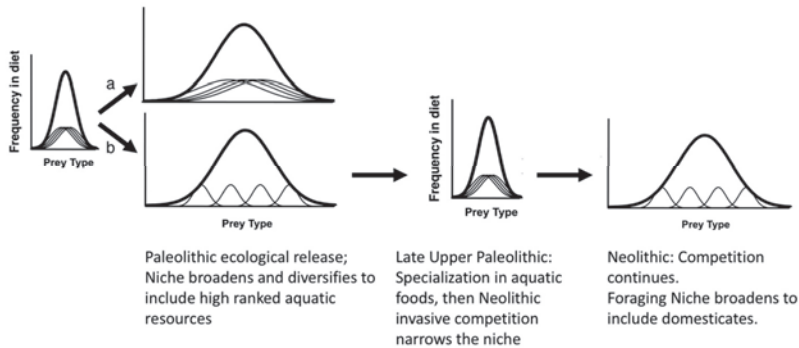 Frequency in diet
Prey Type
a
b
Prey Type
Frequency in diet
Prey Type
Prey Type
Paleolithic ecological release;
Niche broadens and diversifies to
include high ranked aquatic
resources
Late Upper Paleolithic:
Specialization in aquatic
foods, then Neolithic
invasive competition
narrows the niche
Neolithic: Competition
continues.
Foraging Niche broadens to
include domesticates.